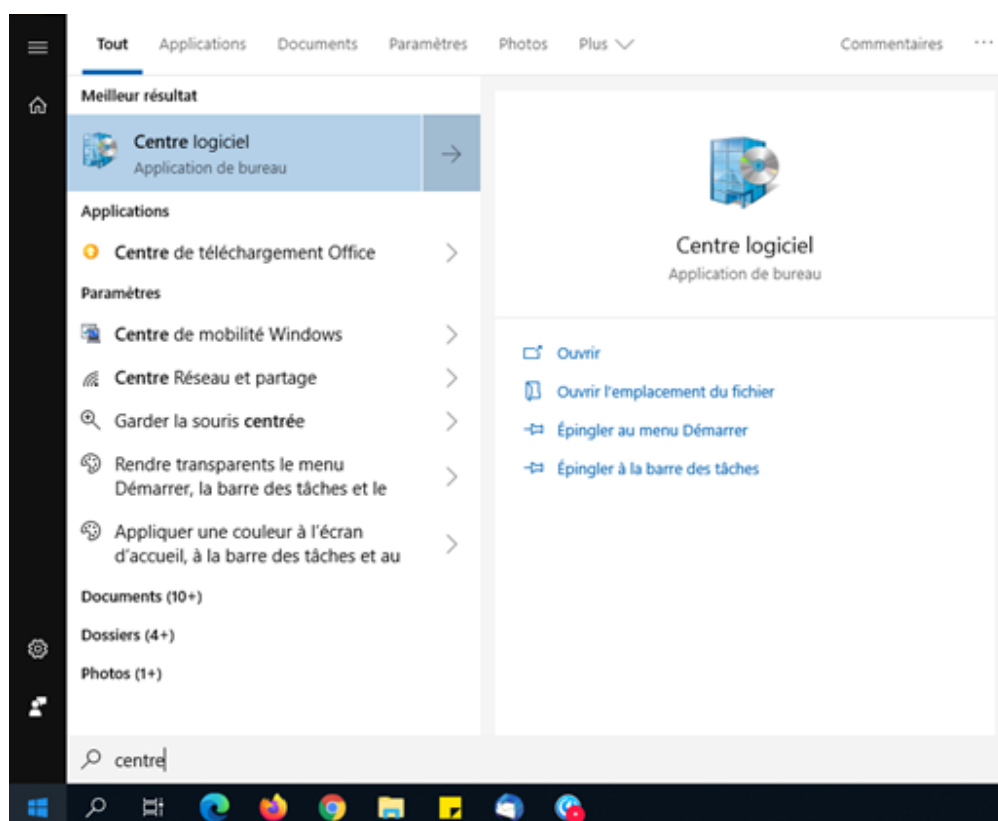 Tout Applications Documents Paramètres Photos Plus Commentaires ...
Meilleur résultat
Centre logiciel
Application de bureau
Applications
Centre de téléchargement Office
Paramètres
Centre de mobilité Windows
Centre Réseau et partage
Garder la souris centrée
Rendre transparents le menu
Démarrer, la barre des tâches et le
Appliquer une couleur à l'écran
d'accueil, à la barre des tâches et au
Documents (10+)
Dossiers (4+)
Photos (1+)
centre
Centre logiciel
Application de bureau
Ouvrir
Ouvrir l'emplacement du fichier
Épingler au menu Démarrer
Épingler à la barre des tâches